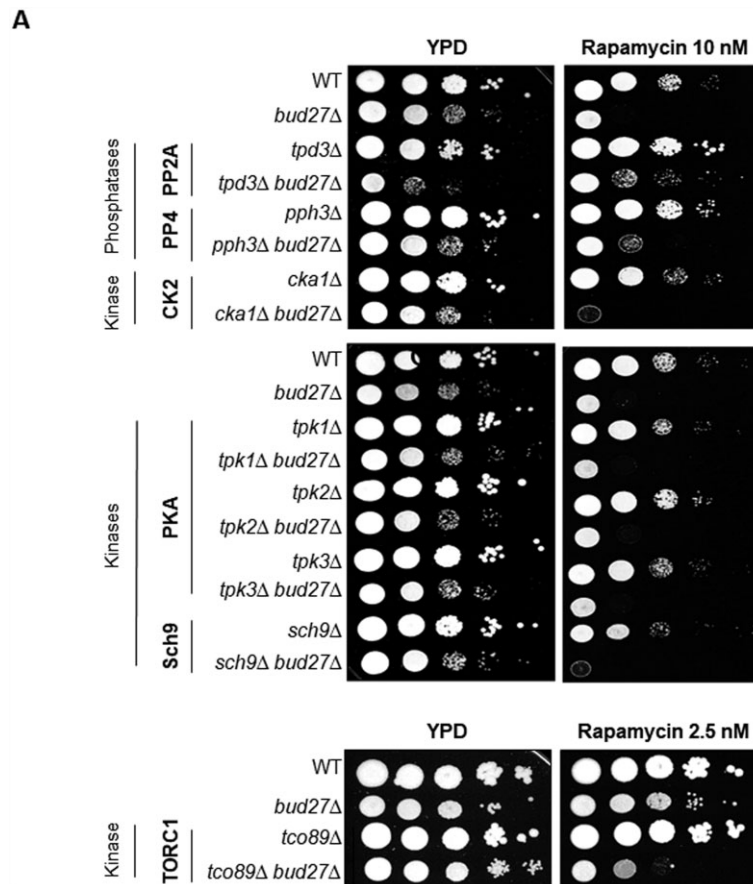 A
YPD Rapamycin 10 nM
WT
bud27Δ
tpd3Δ
tpd3Δ bud27Δ
pph3Δ
pph3Δ bud27Δ
cka1Δ
cka1Δ bud27Δ
Phosphatases
PP2A
PP4
Kinase
CK2
WT
bud27Δ
tpk1Δ
tpk1Δ bud27Δ
tpk2Δ
tpk2Δ bud27Δ
tpk3Δ
tpk3Δ bud27Δ
sch9Δ
sch9Δ bud27Δ
Kinases
PKA
Sch9
YPD Rapamycin 2.5 nM
WT
bud27Δ
tco89Δ
tco89Δ bud27Δ
Kinase
TORC1